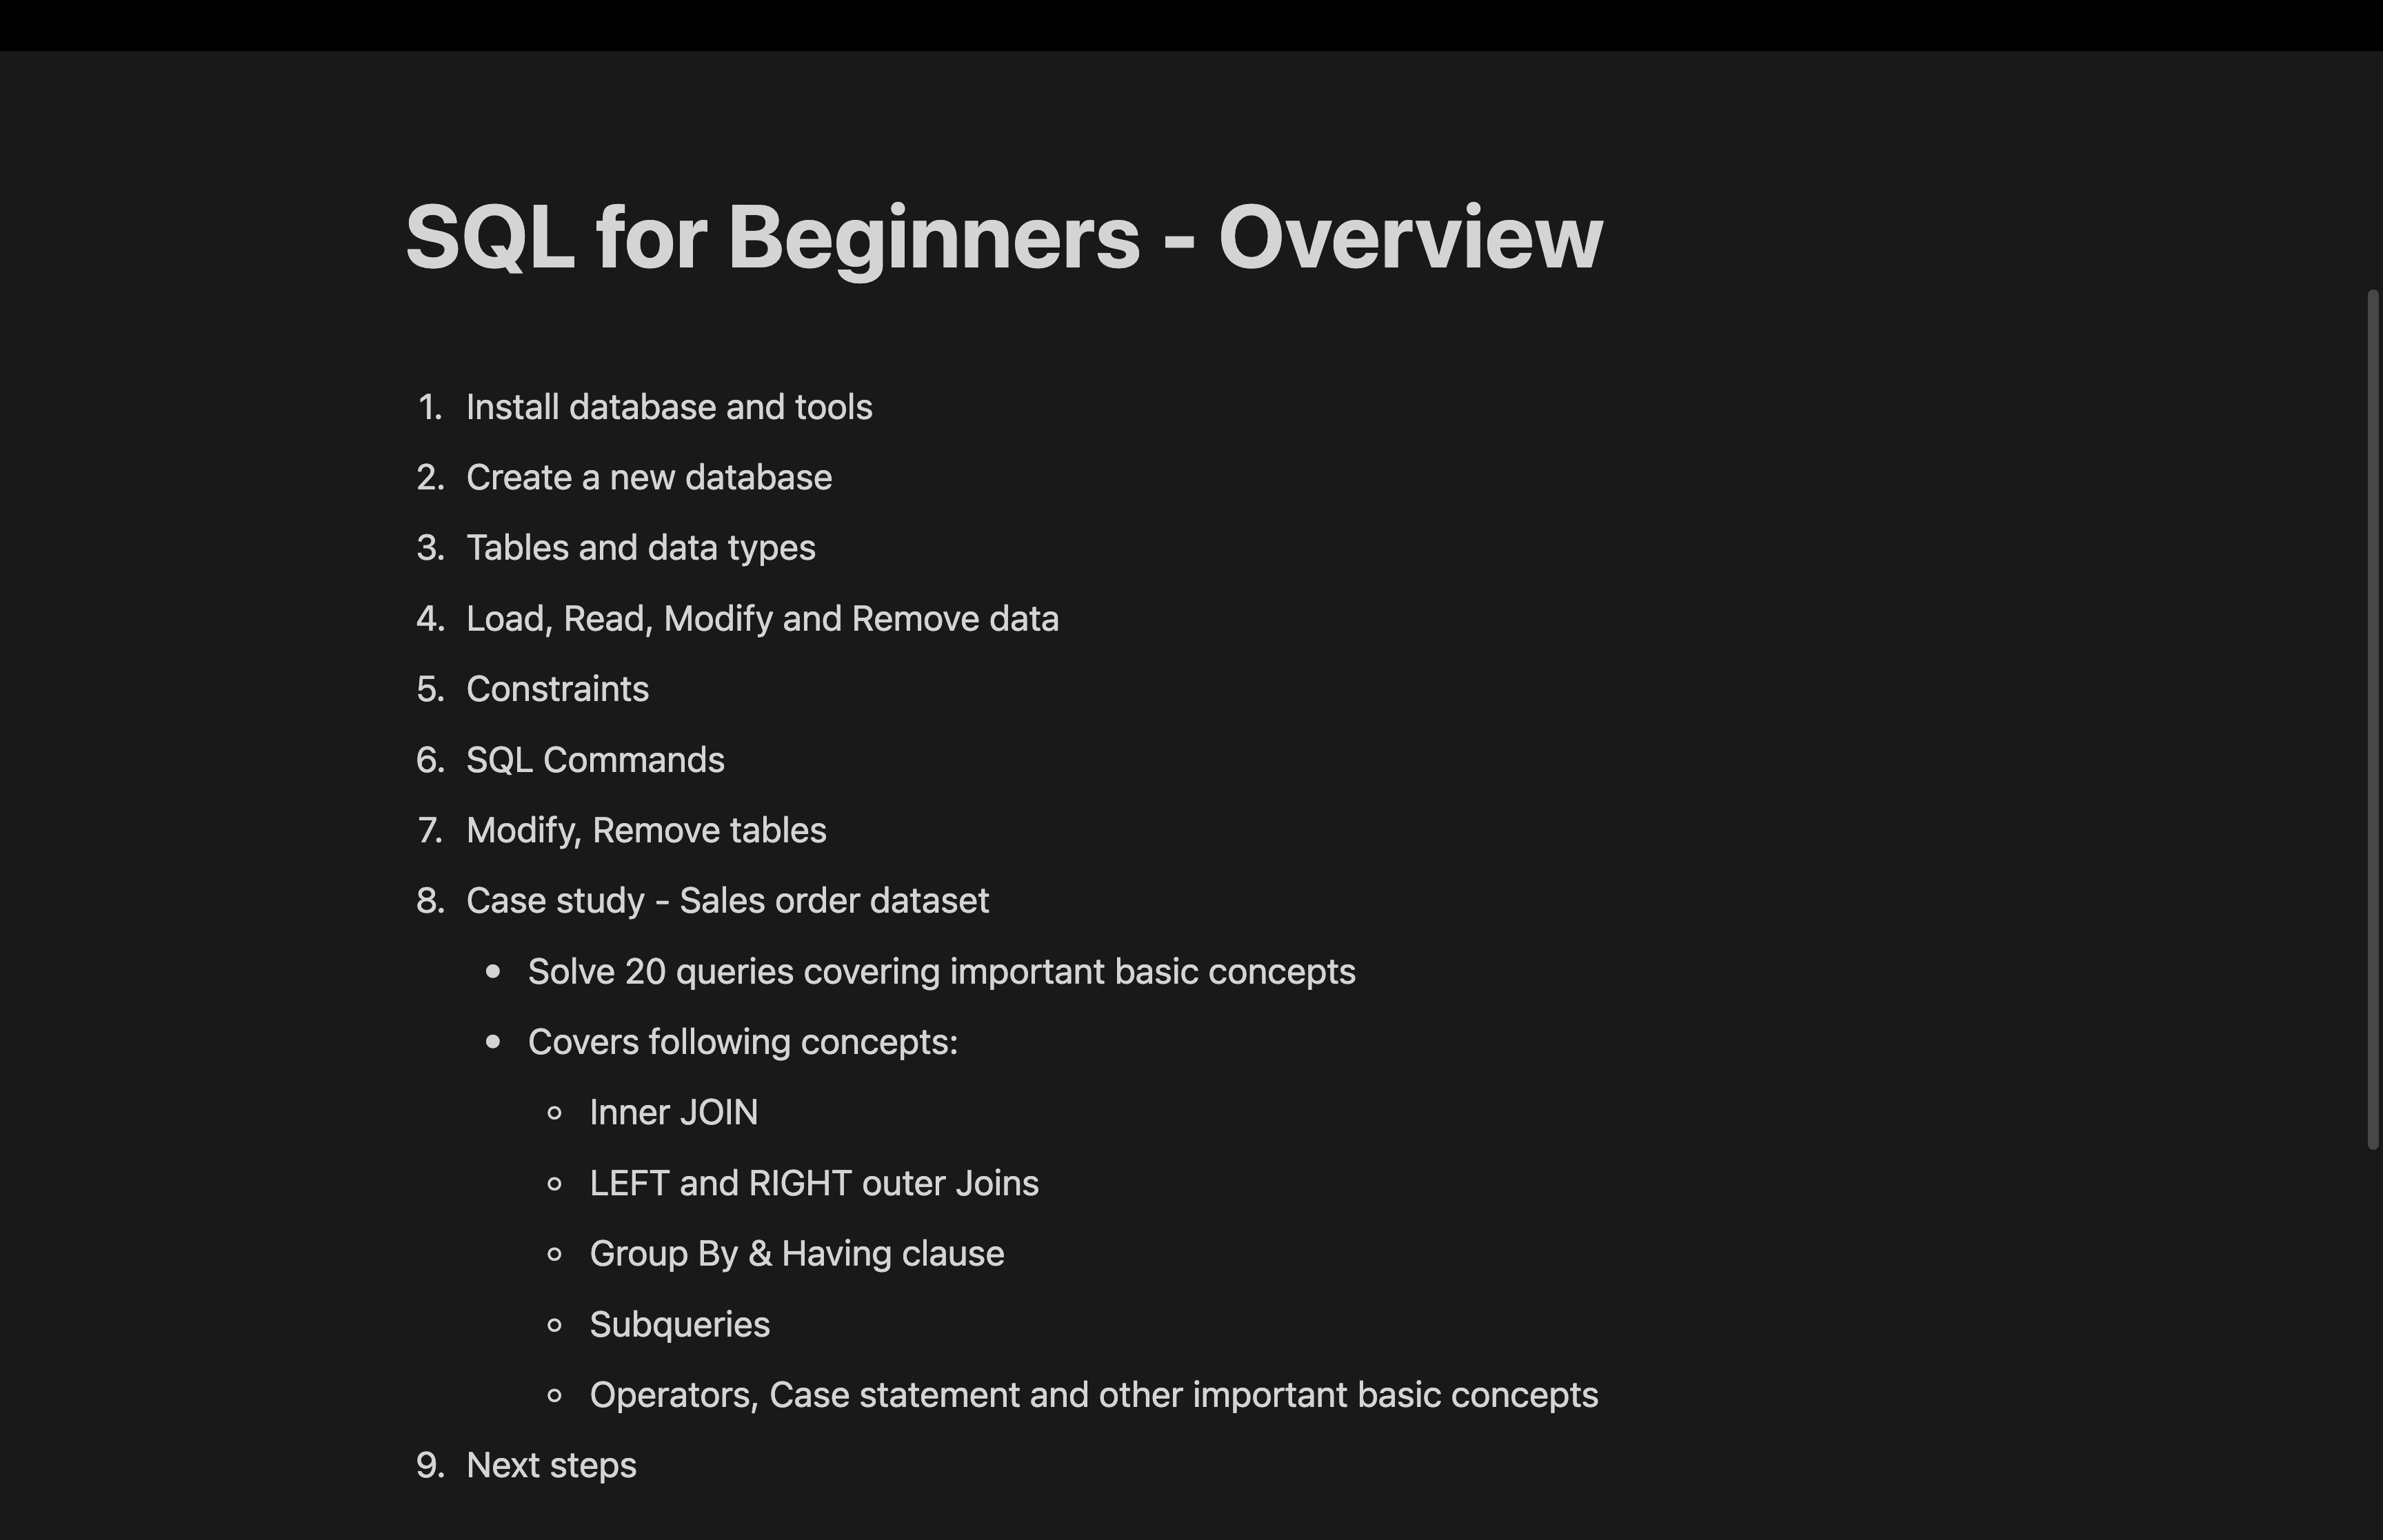 SQL for Beginners - Overview
1. Install database and tools
2. Create a new database
3. Tables and data types
4. Load, Read, Modify and Remove data
5. Constraints
6. SQL Commands
7. Modify, Remove tables
8. Case study - Sales order dataset
• Solve 20 queries covering important basic concepts
• Covers following concepts:
◦ Inner JOIN
◦ LEFT and RIGHT outer Joins
◦ Group By & Having clause
◦ Subqueries
◦ Operators, Case statement and other important basic concepts
9. Next steps